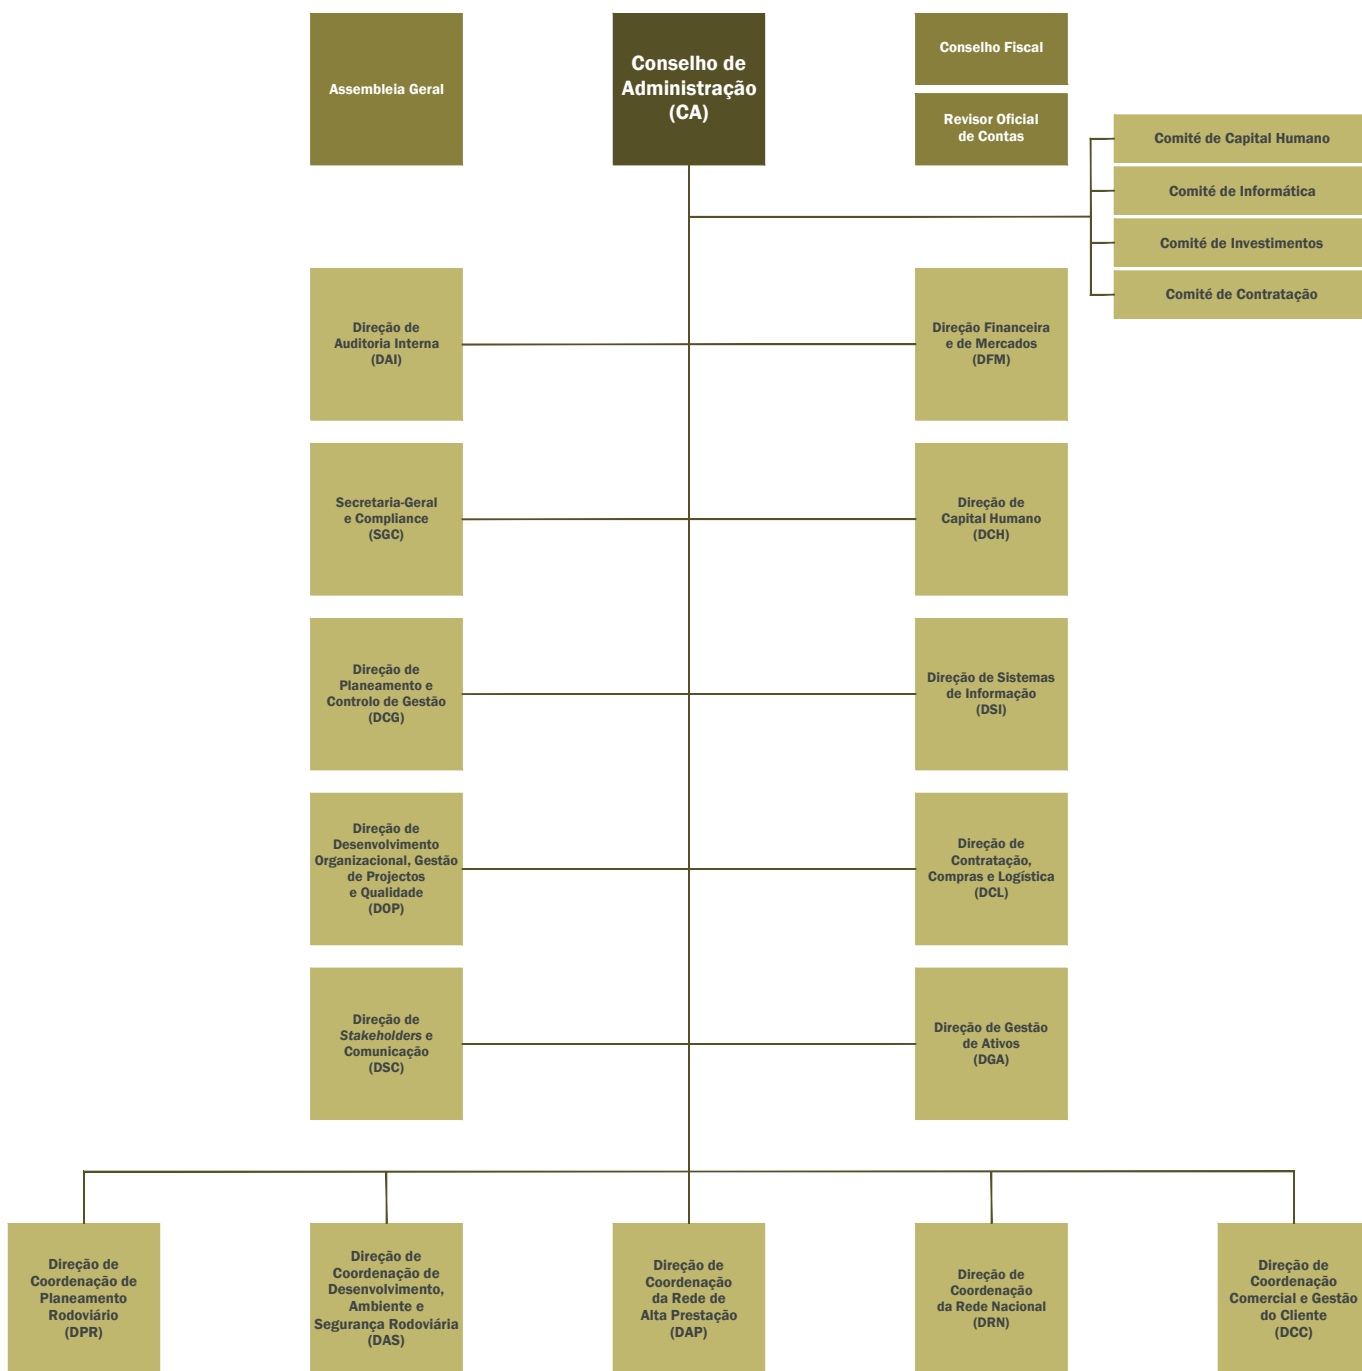 Assembleia Geral
Conselho de
Administração
(CA)
Conselho Fiscal
Revisor Oficial
de Contas
Comité de Capital Humano
Comité de Informática
Comité de Investimentos
Comité de Contratação
Direção de
Auditoria Interna
(DAI)
Direção Financeira
e de Mercados
(DFM)
Secretaria-Geral
e Compliance
(SGC)
Direção de
Capital Humano
(DCH)
Direção de
Planeamento e
Controlo de Gestão
(DCG)
Direção de Sistemas
de Informação
(DSI)
Direção de
Desenvolvimento
Organizacional, Gestão
de Projectos
e Qualidade
(DOP)
Direção de
Contratação,
Compras e Logística
(DCL)
Direção de
Stakeholders e
Comunicação
(DSC)
Direção de Gestão
de Ativos
(DGA)
Direção de
Coordenação de
Planeamento
Rodoviário
(DPR)
Direção de
Coordenação de
Desenvolvimento,
Ambiente e
Segurança Rodoviária
(DAS)
Direção de
Coordenação
da Rede de
Alta Prestação
(DAP)
Direção de
Coordenação
da Rede Nacional
(DRN)
Direção de
Coordenação
Comercial e Gestão
do Cliente
(DCC)